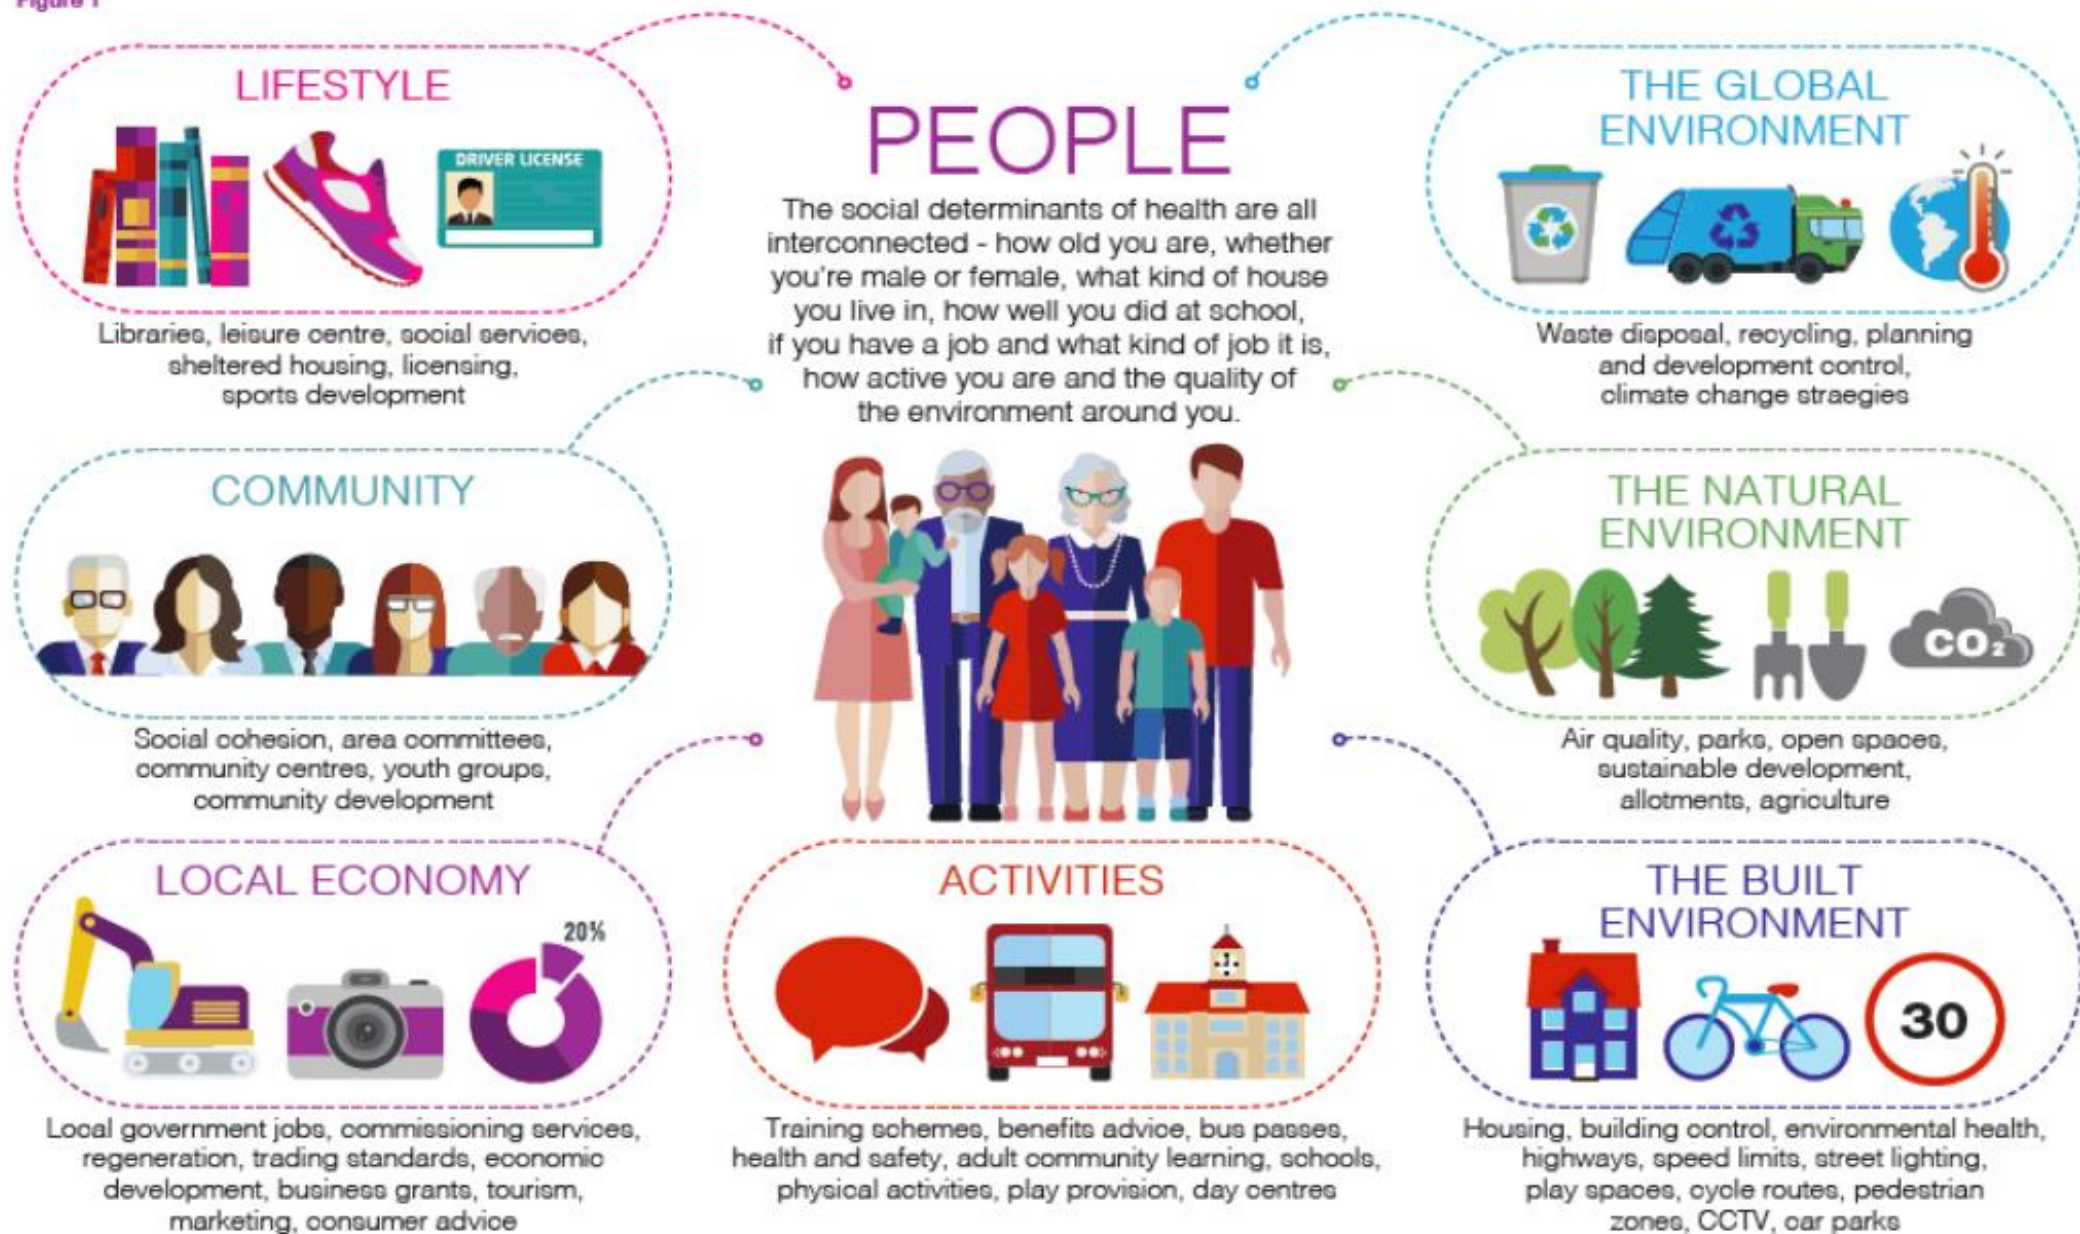 Figure 1
LIFESTYLE
DRIVER LICENSE
Libraries, leisure centre, social services,
sheltered housing, licensing,
sports development
PEOPLE
The social determinants of health are all
interconnected - how old you are, whether
you're male or female, what kind of house
you live in, how well you did at school,
if you have a job and what kind of job it is,
how active you are and the quality of
the environment around you.
THE GLOBAL
ENVIRONMENT
Waste disposal, recycling, planning
and development control,
climate change straegies
COMMUNITY
Social cohesion, area committees,
community centres, youth groups,
community development
THE NATURAL
ENVIRONMENT
CO₂
Air quality, parks, open spaces,
sustainable development,
allotments, agriculture
LOCAL ECONOMY
20%
Local government jobs, commissioning services,
regeneration, trading standards, economic
development, business grants, tourism,
marketing, consumer advice
ACTIVITIES
Training schemes, benefits advice, bus passes,
health and safety, adult community learning, schools,
physical activities, play provision, day centres
THE BUILT
ENVIRONMENT
30
Housing, building control, environmental health,
highways, speed limits, street lighting,
play spaces, cycle routes, pedestrian
zones, CCTV, car parks